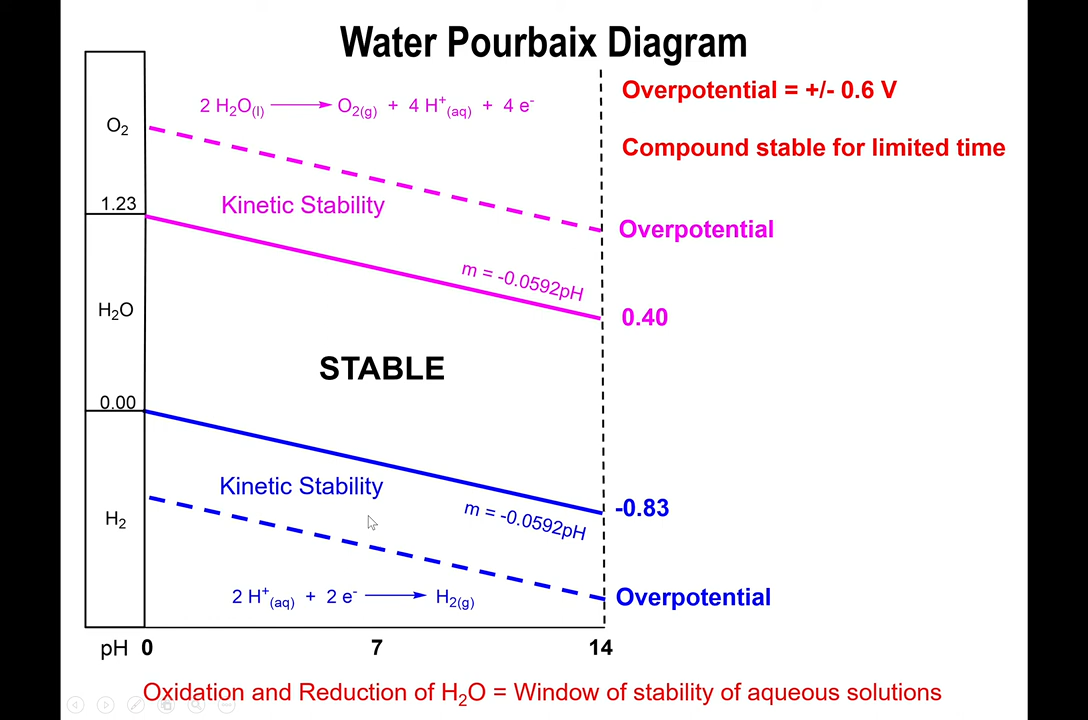 Water Pourbaix Diagram
Overpotential = +/- 0.6 V
2 H₂O₍l₎ ⟶ O₂₍g₎ + 4 H⁺₍aq₎ + 4 e⁻
O₂
Compound stable for limited time
1.23
Kinetic Stability
Overpotential
m = -0.0592pH
H₂O
0.40
STABLE
0.00
Kinetic Stability
m = -0.0592pH
-0.83
H₂
2 H⁺₍aq₎ + 2 e⁻ ⟶ H₂₍g₎
Overpotential
pH 0 7 14
Oxidation and Reduction of H₂O = Window of stability of aqueous solutions